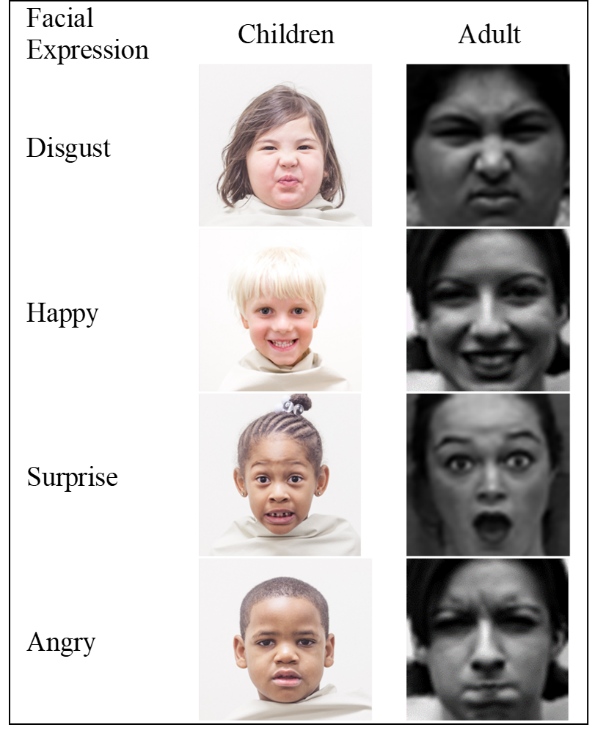 Facial
Expression
Children
Adult
Disgust
Happy
Surprise
Angry